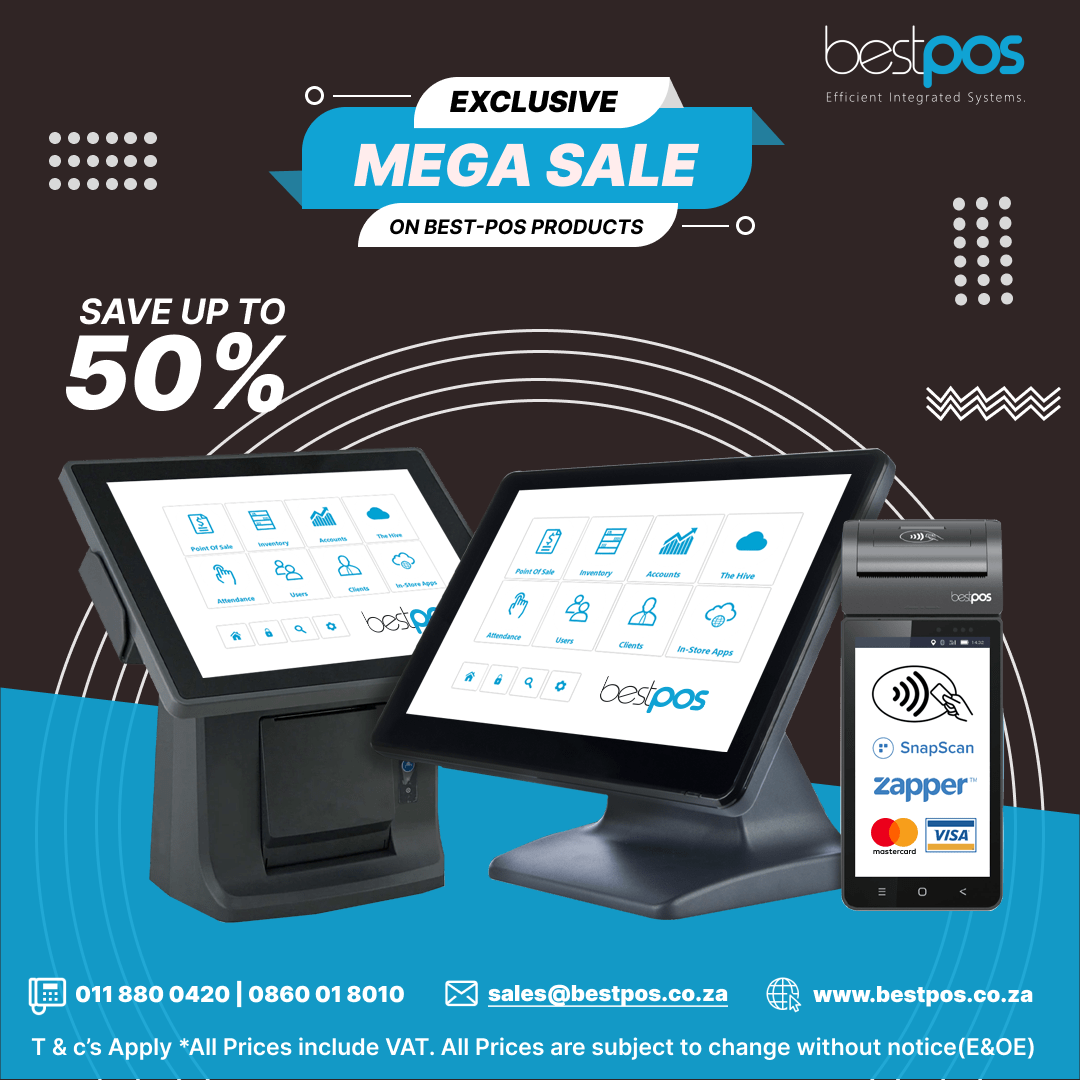 bestpos
Efficient Integrated Systems.
EXCLUSIVE
MEGA SALE
ON BEST-POS PRODUCTS
SAVE UP TO
50%
Point Of Sale
Inventory
Accounts
The Hive
Attendance
Users
Clients
In-Store Apps
bestpos
Point Of Sale
Inventory
Accounts
The Hive
Attendance
Users
Clients
In-Store Apps
bestpos
bestpos
14:32
SnapScan
zapper™
mastercard
VISA
011 880 0420 | 0860 01 8010
sales@bestpos.co.za
www.bestpos.co.za
T & c's Apply *All Prices include VAT. All Prices are subject to change without notice(E&OE)